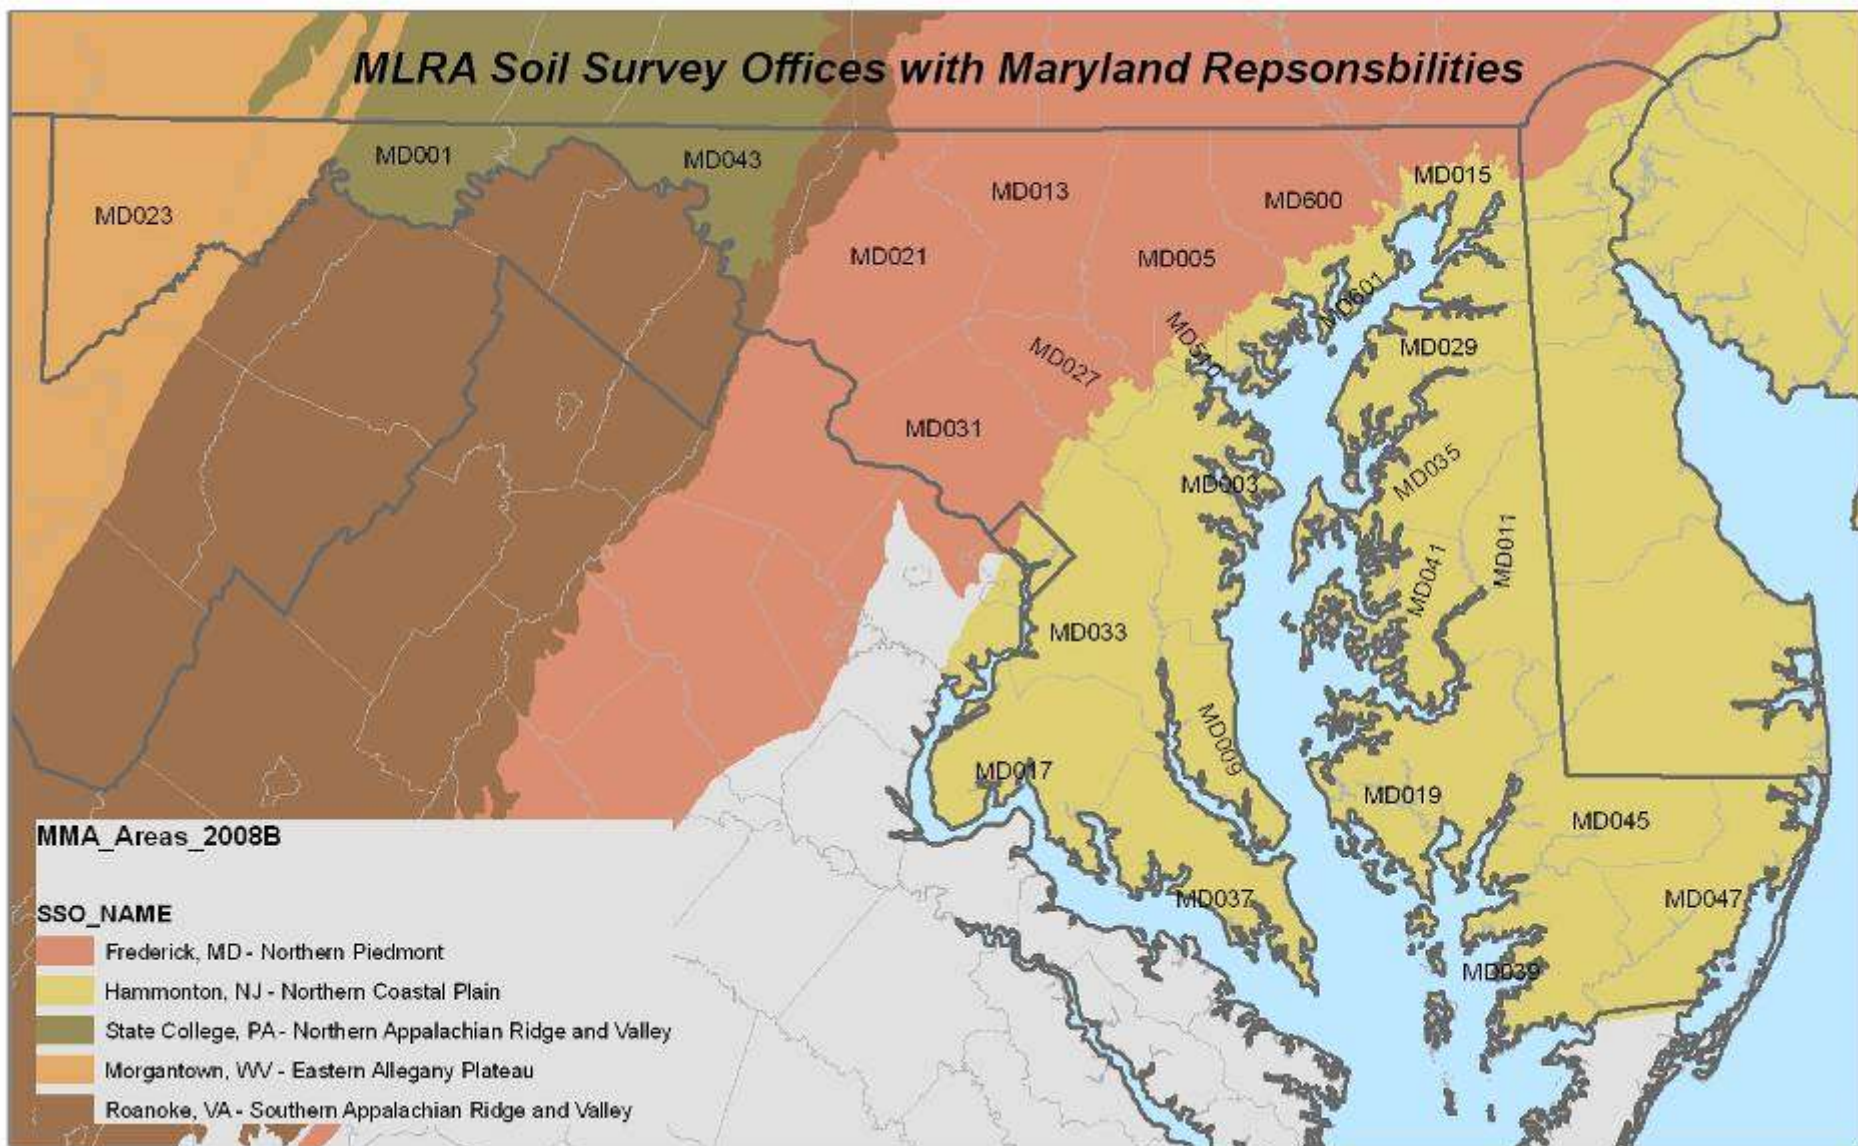 MLRA Soil Survey Offices with Maryland Repsonsbilities
MD001
MD043
MD015
MD013
MD600
MD023
MD021
MD005
MD601
MD510
MD029
MD027
MD031
MD035
MD003
MD011
MD041
MD033
MD009
MD017
MD019
MD045
MD037
MD047
MD039
MMA_Areas_2008B
SSO_NAME
Frederick, MD - Northern Piedmont
Hammonton, NJ - Northern Coastal Plain
State College, PA - Northern Appalachian Ridge and Valley
Morgantown, WV - Eastern Allegany Plateau
Roanoke, VA - Southern Appalachian Ridge and Valley